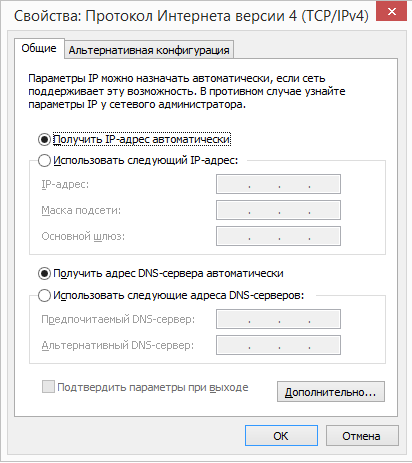 Свойства: Протокол Интернета версии 4 (TCP/IPv4)
Общие
Альтернативная конфигурация
Параметры IP можно назначать автоматически, если сеть
поддерживает эту возможность. В противном случае узнайте
параметры IP у сетевого администратора.
Получить IP-адрес автоматически
Использовать следующий IP-адрес:
IP-адрес:
Маска подсети:
Основной шлюз:
Получить адрес DNS-сервера автоматически
Использовать следующие адреса DNS-серверов:
Предпочитаемый DNS-сервер:
Альтернативный DNS-сервер:
Подтвердить параметры при выходе
Дополнительно...
ОК
Отмена